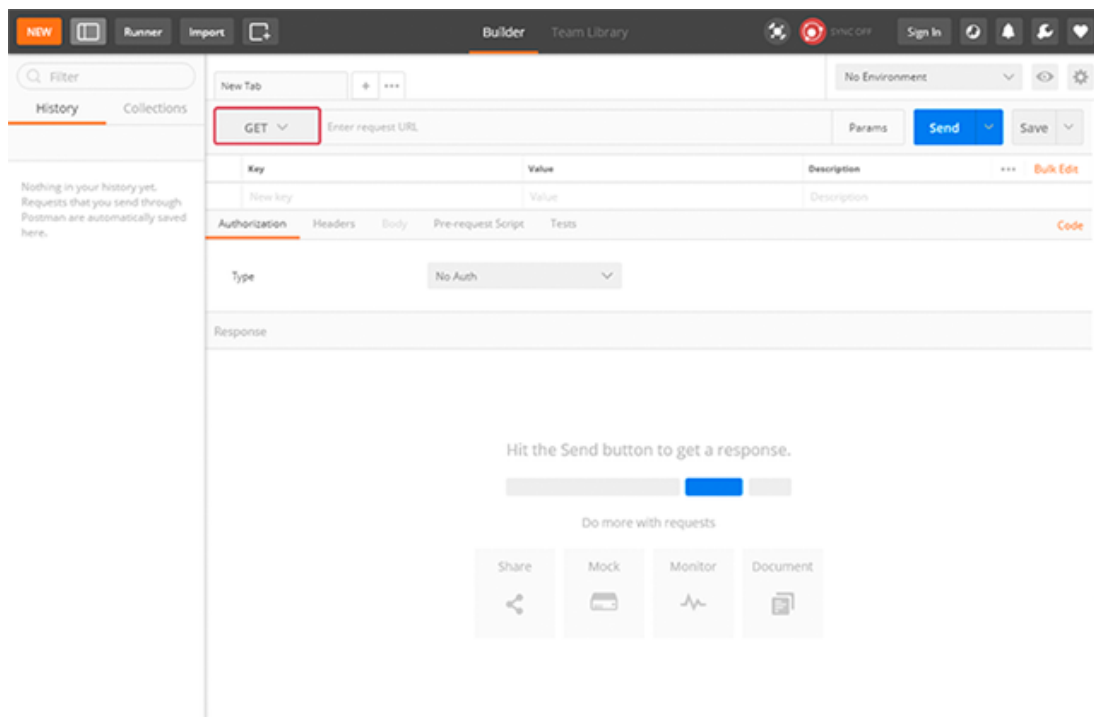 NEW Runner Import Builder Team Library SYNC OFF Sign In
Filter
History Collections
Nothing in your history yet.
Requests that you send through
Postman are automatically saved
here.
New Tab + ••• No Environment
GET Enter request URL Params Send Save
Key Value Description ••• Bulk Edit
New key Value Description
Authorization Headers Body Pre-request Script Tests Code
Type No Auth
Response
Hit the Send button to get a response.
Do more with requests
Share Mock Monitor Document